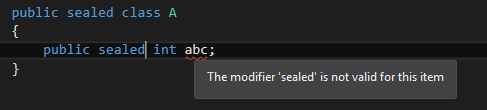 public sealed class A
{
    public sealed int abc;
}
The modifier 'sealed' is not valid for this item